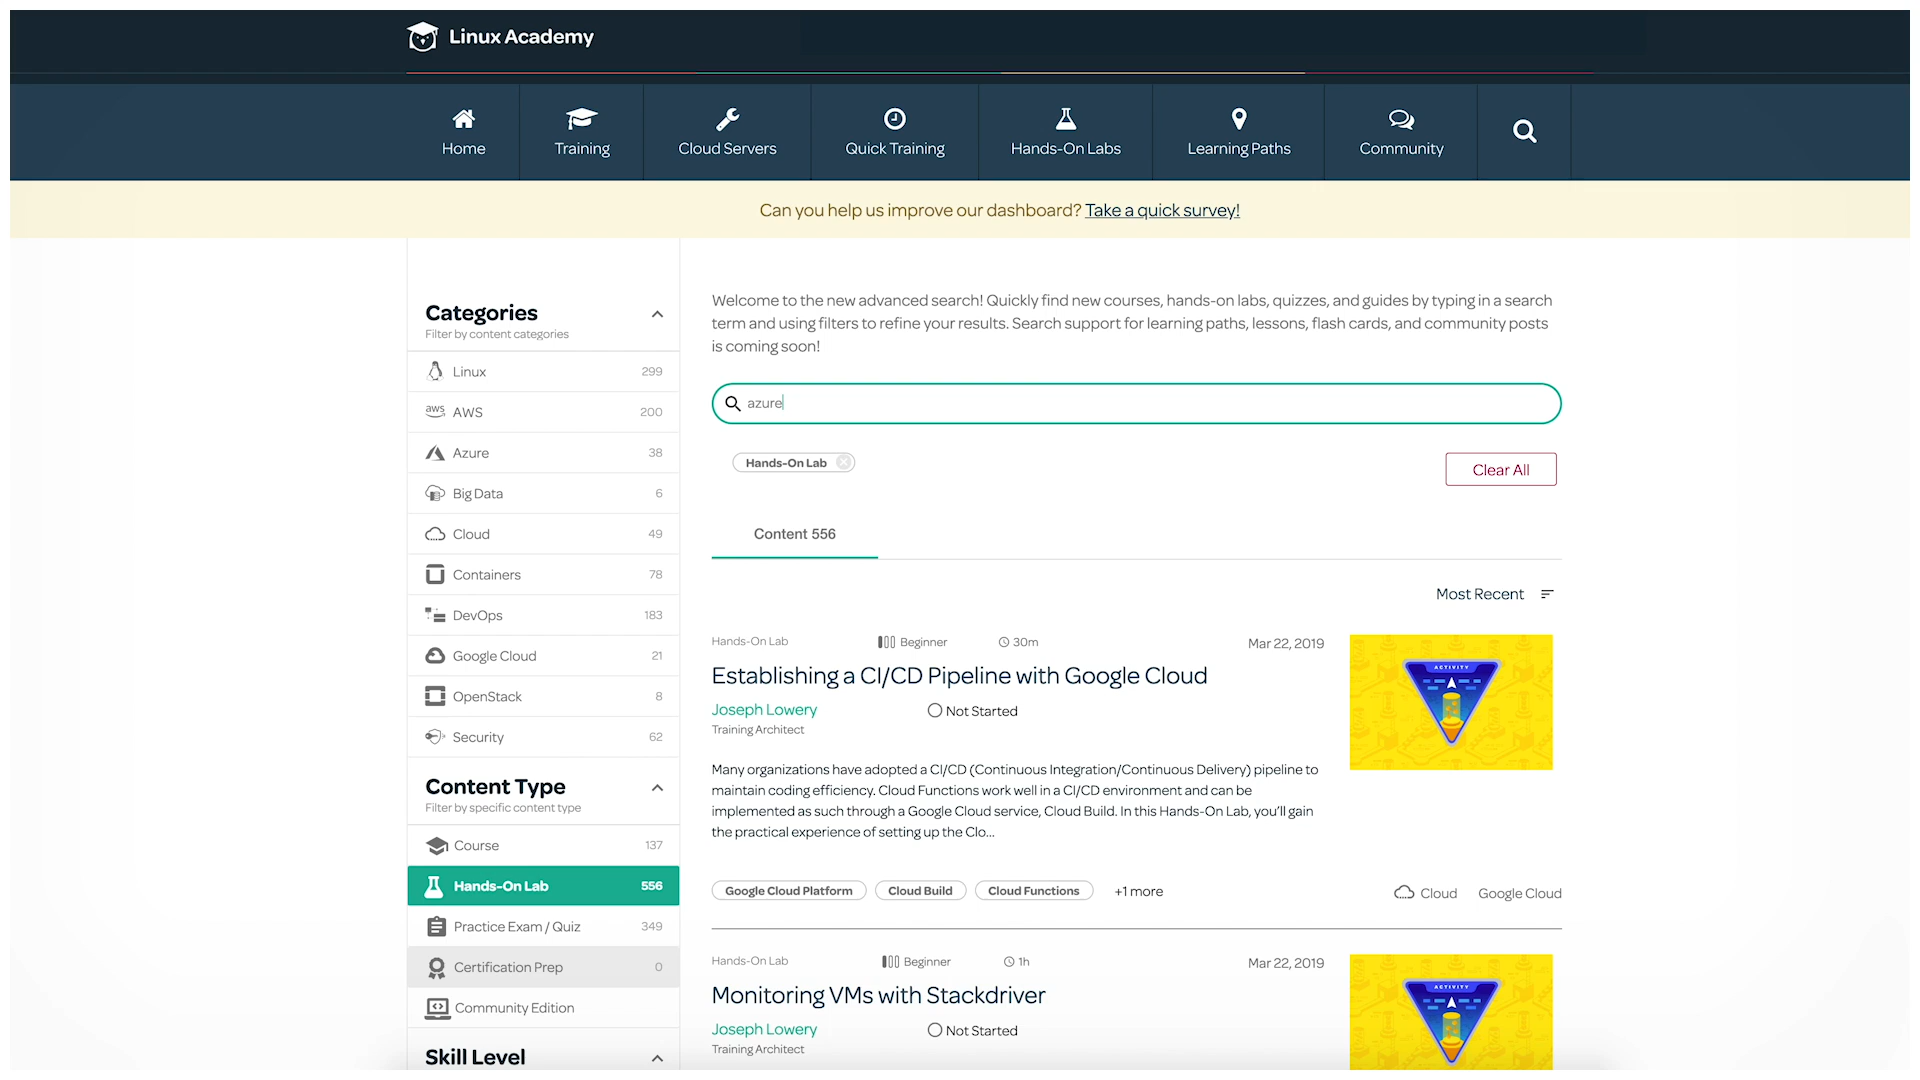 Linux Academy
Home
Training
Cloud Servers
Quick Training
Hands-On Labs
Learning Paths
Community
Can you help us improve our dashboard? Take a quick survey!
Categories
Filter by content categories
Linux 299
aws AWS 200
Azure 38
Big Data 6
Cloud 49
Containers 78
DevOps 183
Google Cloud 21
OpenStack 8
Security 62
Content Type
Filter by specific content type
Course 137
Hands-On Lab 556
Practice Exam / Quiz 349
Certification Prep 0
Community Edition
Skill Level
Welcome to the new advanced search! Quickly find new courses, hands-on labs, quizzes, and guides by typing in a search
term and using filters to refine your results. Search support for learning paths, lessons, flash cards, and community posts
is coming soon!
azure
Hands-On Lab
Clear All
Content 556
Most Recent
Hands-On Lab Beginner 30m Mar 22, 2019
Establishing a CI/CD Pipeline with Google Cloud
Joseph Lowery Not Started
Training Architect
Many organizations have adopted a CI/CD (Continuous Integration/Continuous Delivery) pipeline to
maintain coding efficiency. Cloud Functions work well in a CI/CD environment and can be
implemented as such through a Google Cloud service, Cloud Build. In this Hands-On Lab, you'll gain
the practical experience of setting up the Clo...
ACTIVITY
Google Cloud Platform Cloud Build Cloud Functions +1 more Cloud Google Cloud
Hands-On Lab Beginner 1h Mar 22, 2019
Monitoring VMs with Stackdriver
Joseph Lowery Not Started
Training Architect
ACTIVITY